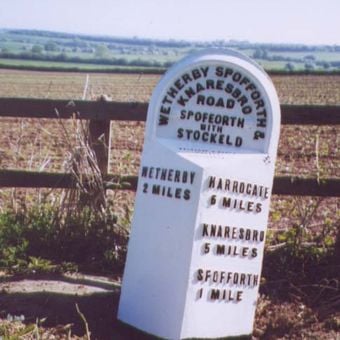 WETHERBY SPOFFORTH &
KNARESBRO
ROAD
SPOFFORTH
WITH
STOCKELD
WETHERBY
2 MILES
HARROGATE
6 MILES
KNARESBRO
5 MILES
SPOFFORTH
1 MILE